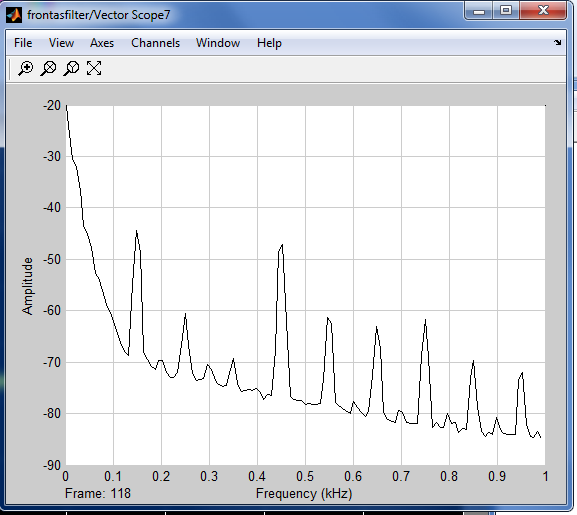 frontasfilter/Vector Scope7
File View Axes Channels Window Help
-20
-30
-40
-50
-60
-70
-80
-90
Amplitude
0 0.1 0.2 0.3 0.4 0.5 0.6 0.7 0.8 0.9 1
Frame: 118 Frequency (kHz)